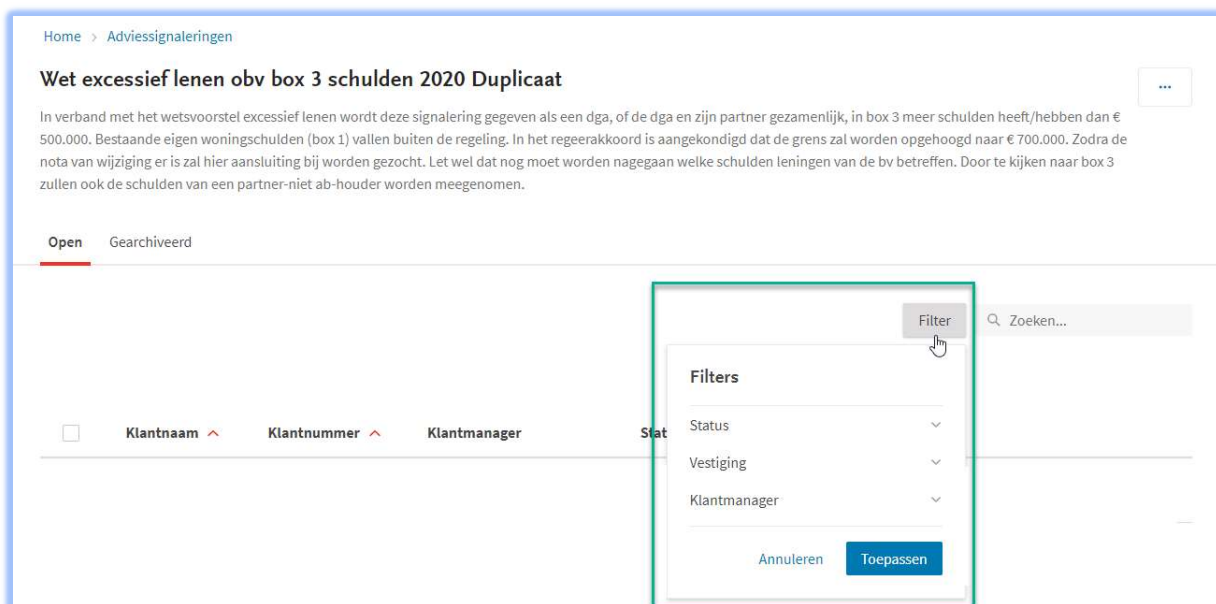 Home > Adviessignaleringen
Wet excessief lenen obv box 3 schulden 2020 Duplicaat
...
In verband met het wetsvoorstel excessief lenen wordt deze signalering gegeven als een dga, of de dga en zijn partner gezamenlijk, in box 3 meer schulden heeft/hebben dan €
500.000. Bestaande eigen woningschulden (box 1) vallen buiten de regeling. In het regeerakkoord is aangekondigd dat de grens zal worden opgehoogd naar € 700.000. Zodra de
nota van wijziging er is zal hier aansluiting bij worden gezocht. Let wel dat nog moet worden nagegaan welke schulden leningen van de bv betreffen. Door te kijken naar box 3
zullen ook de schulden van een partner-niet ab-houder worden meegenomen.
Open Gearchiveerd
Filter Zoeken...
Filters
Klantnaam Klantnummer Klantmanager Stat
Status
Vestiging
Klantmanager
Annuleren Toepassen